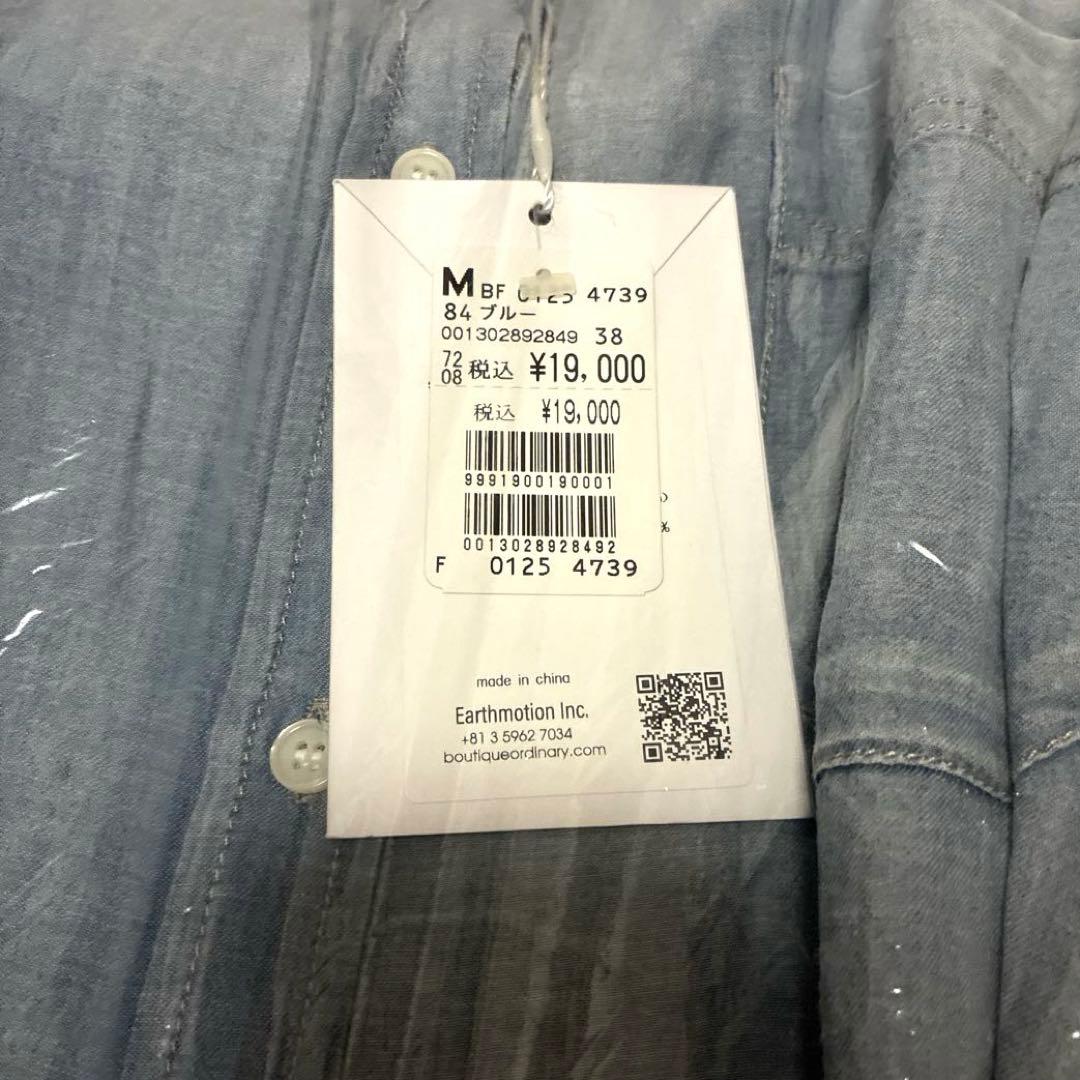 M BF 0125 4739
84 ブルー
001302892849 38
72
08 税込 ¥19,000
税込 ¥19,000
9991900190001
0013028928492
F 0125 4739
%
made in china
Earthmotion Inc.
+81 3 5962 7034
boutiqueordinary.com